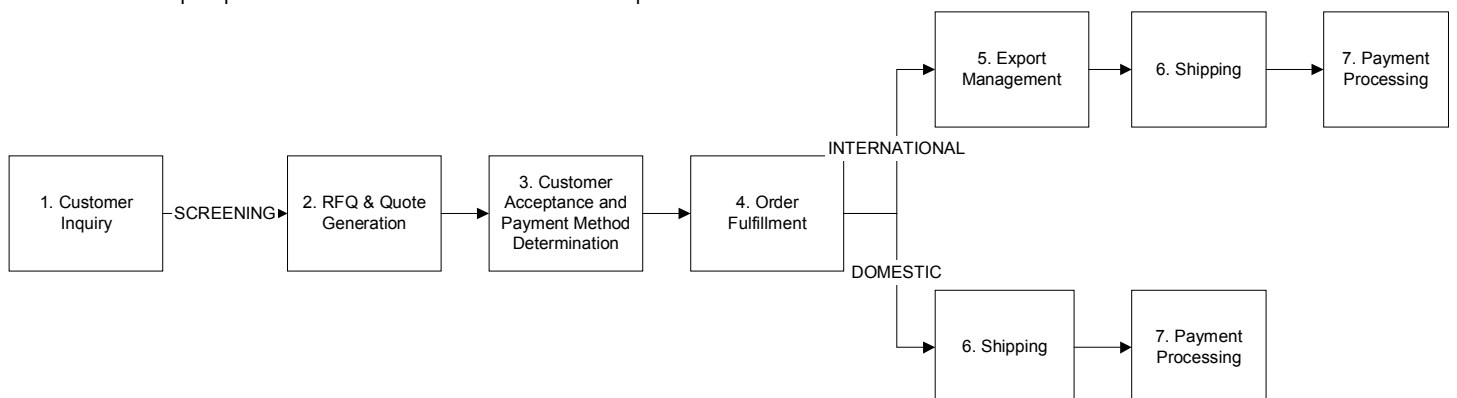 5. Export
Management
6. Shipping
7. Payment
Processing
INTERNATIONAL
1. Customer
Inquiry
SCREENING
2. RFQ & Quote
Generation
3. Customer
Acceptance and
Payment Method
Determination
4. Order
Fulfillment
DOMESTIC
6. Shipping
7. Payment
Processing